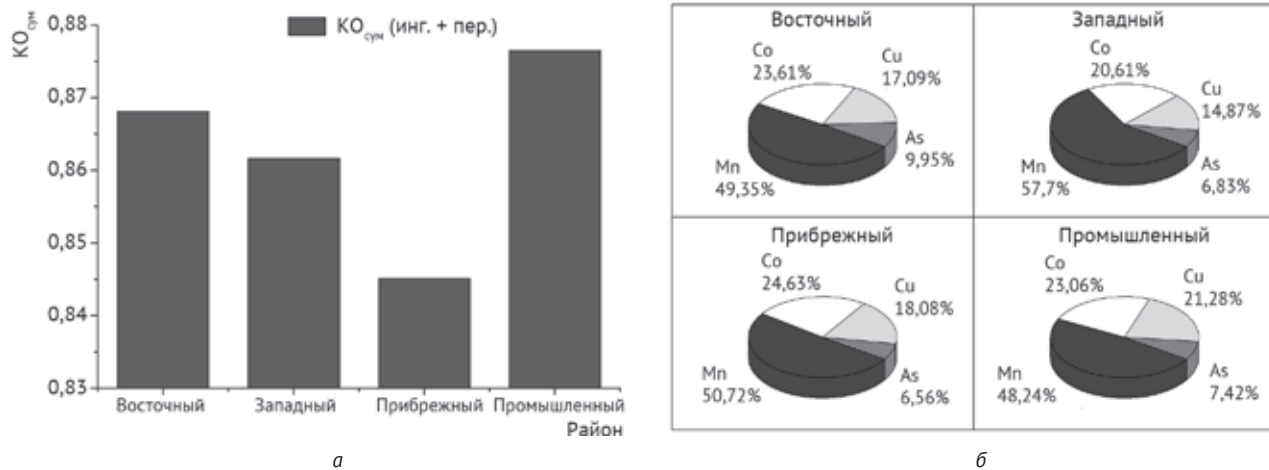 КОсум
КОсум (инг. + пер.)
0,88
0,87
0,86
0,85
0,84
0,83
Восточный Западный Прибрежный Промышленный
Район
а
Восточный
Co
23,61%
Cu
17,09%
As
9,95%
Mn
49,35%
Западный
Co
20,61%
Cu
14,87%
As
6,83%
Mn
57,7%
Прибрежный
Co
24,63%
Cu
18,08%
As
6,56%
Mn
50,72%
Промышленный
Co
23,06%
Cu
21,28%
As
7,42%
Mn
48,24%
б